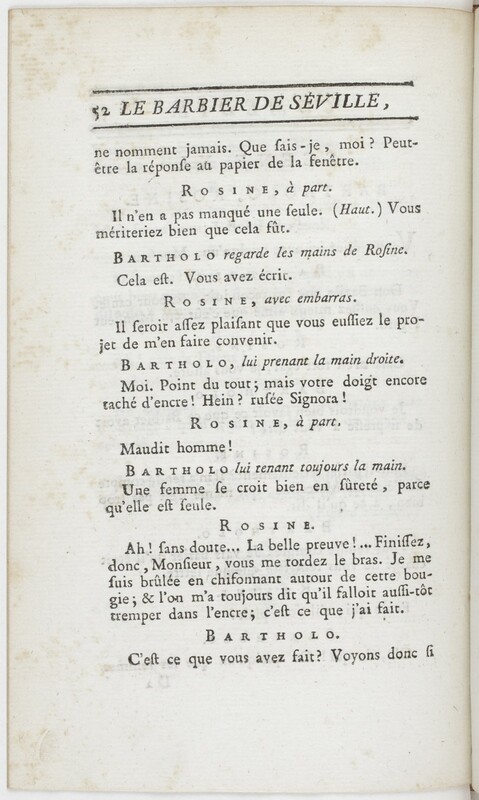 52 LE BARBIER DE SÉVILLE,
ne nomment jamais. Que ſais-je, moi ? Peut-
être la réponſe au papier de la fenêtre.
ROSINE, à part.
Il n'en a pas manqué une ſeule. (Haut.) Vous
mériteriez bien que cela fût.
BARTHOLO regarde les mains de Roſine.
Cela eſt. Vous avez écrit.
ROSINE, avec embarras.
Il ſeroit aſſez plaiſant que vous euſſiez le pro-
jet de m'en faire convenir.
BARTHOLO, lui prenant la main droite.
Moi. Point du tout ; mais votre doigt encore
taché d'encre ! Hein ? ruſée Signora !
ROSINE, à part.
Maudit homme !
BARTHOLO lui tenant toujours la main.
Une femme ſe croit bien en ſûreté, parce
qu'elle eſt ſeule.
ROSINE.
Ah ! ſans doute... La belle preuve !... Finiſſez,
donc, Monſieur, vous me tordez le bras. Je me
ſuis brûlée en chifonnant autour de cette bou-
gie ; & l'on m'a toujours dit qu'il falloit auſſi-tôt
tremper dans l'encre ; c'eſt ce que j'ai fait.
BARTHOLO.
C'eſt ce que vous avez fait ? Voyons donc ſi